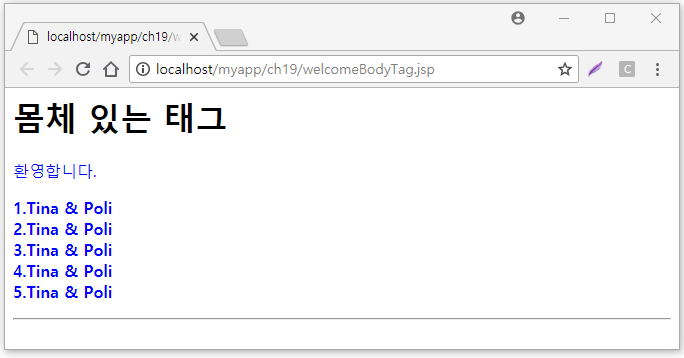 localhost/myapp/ch19/w
localhost/myapp/ch19/welcomeBodyTag.jsp
C
몸체 있는 태그
환영합니다.
1.Tina & Poli
2.Tina & Poli
3.Tina & Poli
4.Tina & Poli
5.Tina & Poli